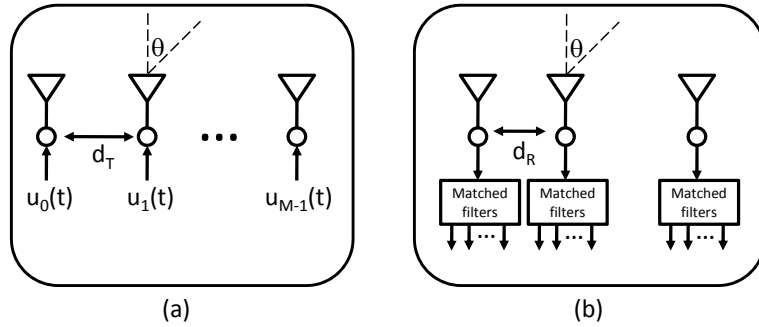 θ
d_T
...
u_0(t) u_1(t) u_{M-1}(t)
(a)
θ
d_R
Matched filters
...
Matched filters
...
Matched filters
...
(b)